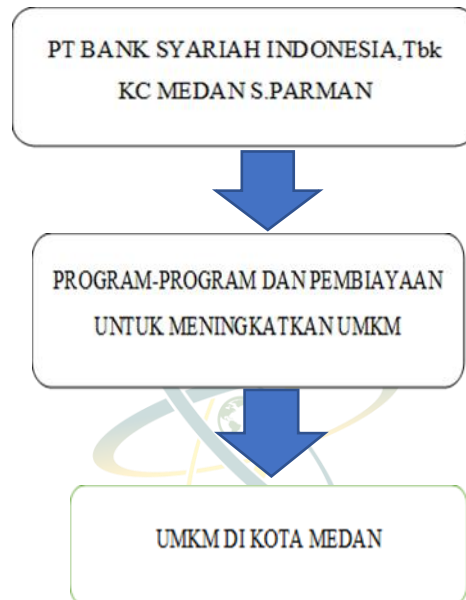 PT BANK SYARIAH INDONESIA,Tbk
KC MEDAN S.PARMAN
PROGRAM-PROGRAM DAN PEMBIAYAAN
UNTUK MENINGKATKAN UMKM
UMKM DI KOTA MEDAN